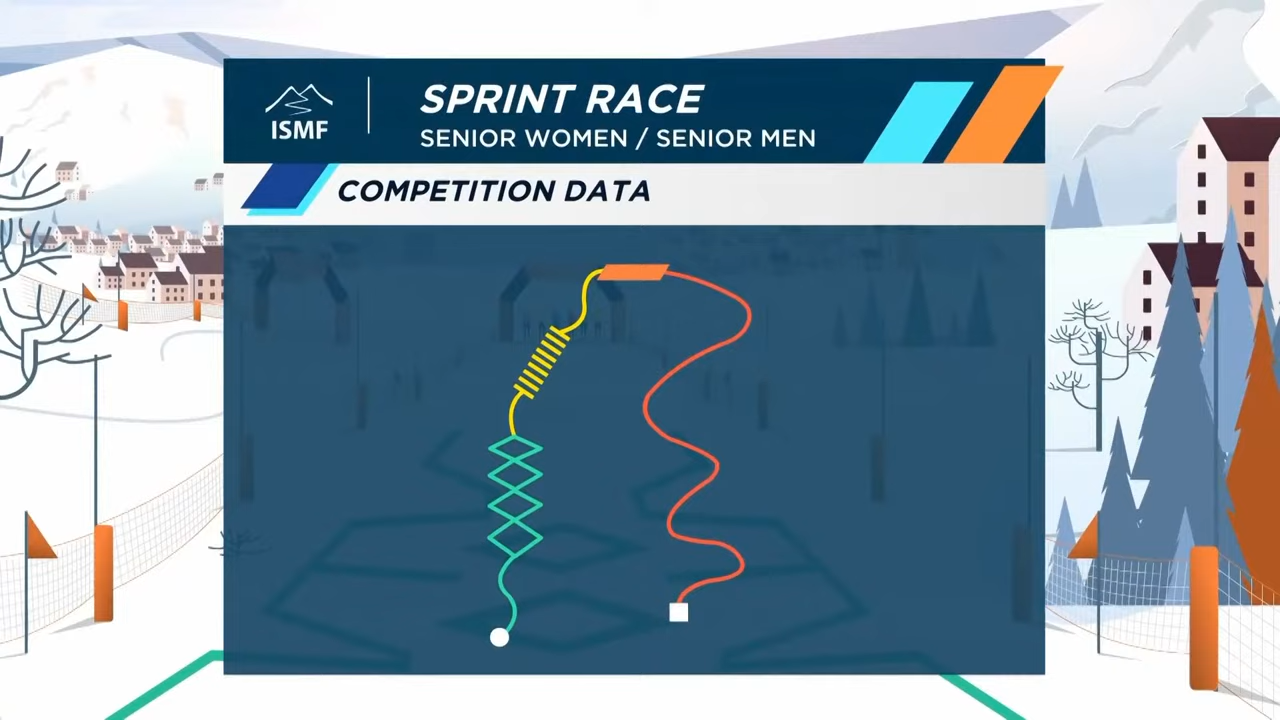 ISMF
SPRINT RACE
SENIOR WOMEN / SENIOR MEN
COMPETITION DATA